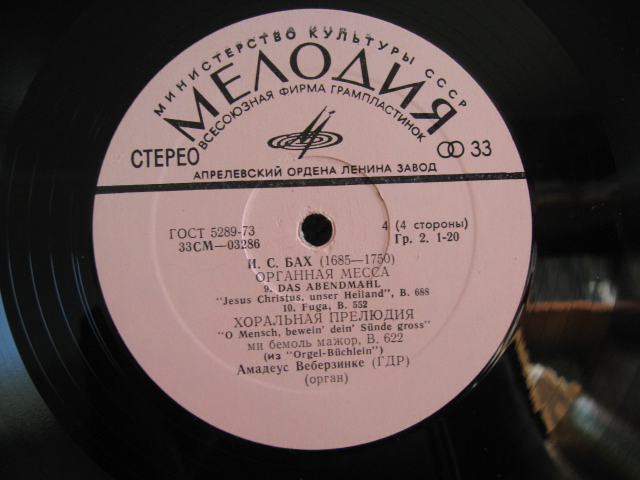 МИНИСТЕРСТВО КУЛЬТУРЫ СССР
МЕЛОДИЯ
ВСЕСОЮЗНАЯ ФИРМА ГРАМПЛАСТИНОК
СТЕРЕО
33
АПРЕЛЕВСКИЙ ОРДЕНА ЛЕНИНА ЗАВОД
ГОСТ 5289-73
33СМ—03286
4 (4 стороны)
Гр. 2. 1-20
И. С. БАХ (1685—1750)
ОРГАННАЯ МЕССА
9. DAS ABENDMAHL
"Jesus Christus, unser Heiland", B. 688
10. Fuga, B. 552
ХОРАЛЬНАЯ ПРЕЛЮДИЯ
"O Mensch, bewein' dein' Sünde gross"
ми бемоль мажор, B. 622
(из "Orgel-Büchlein")
Амадеус Веберзинке (ГДР)
(орган)